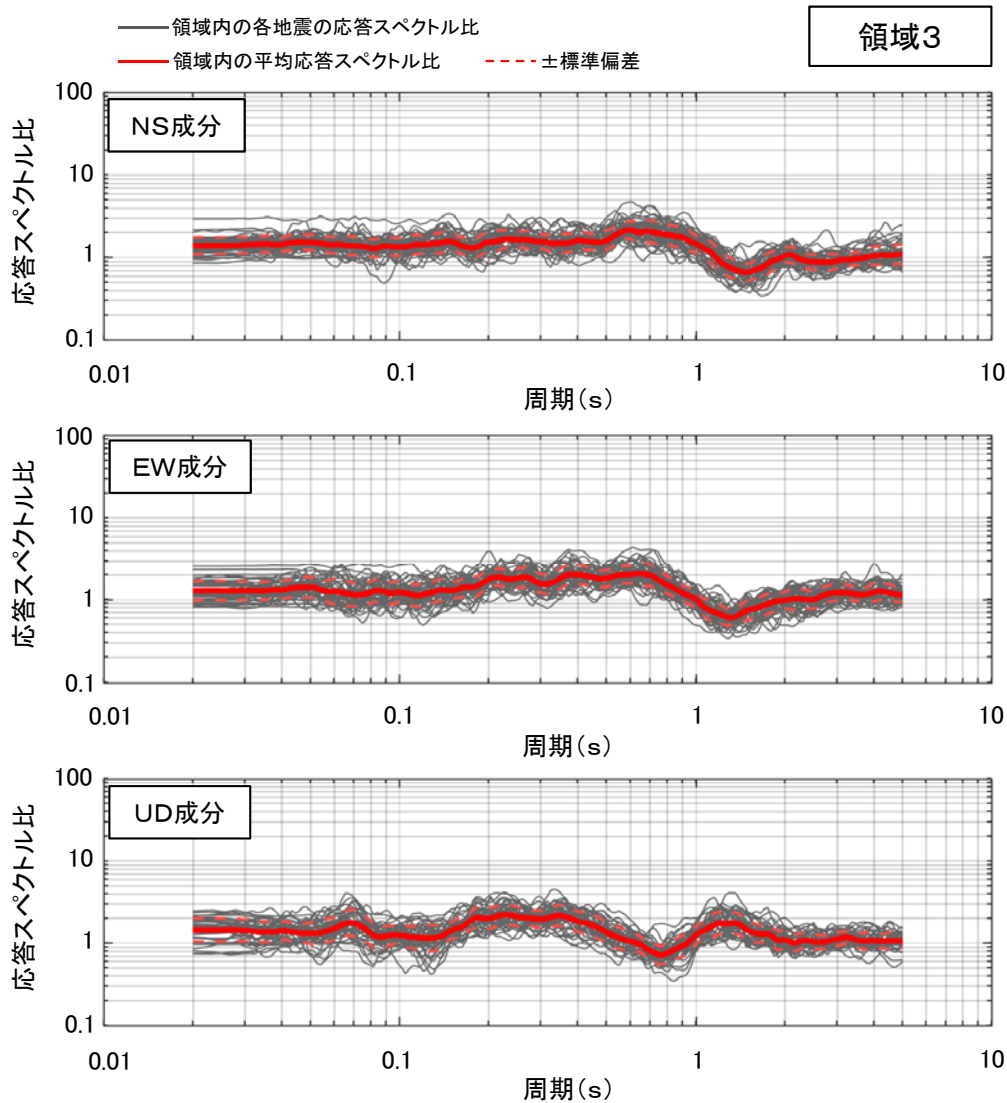 領域内の各地震の応答スペクトル比
領域内の平均応答スペクトル比 ±標準偏差
領域3
NS成分
応答スペクトル比
100
10
1
0.1
0.01 0.1 1 10
周期(s)
EW成分
応答スペクトル比
100
10
1
0.1
0.01 0.1 1 10
周期(s)
UD成分
応答スペクトル比
100
10
1
0.1
0.01 0.1 1 10
周期(s)